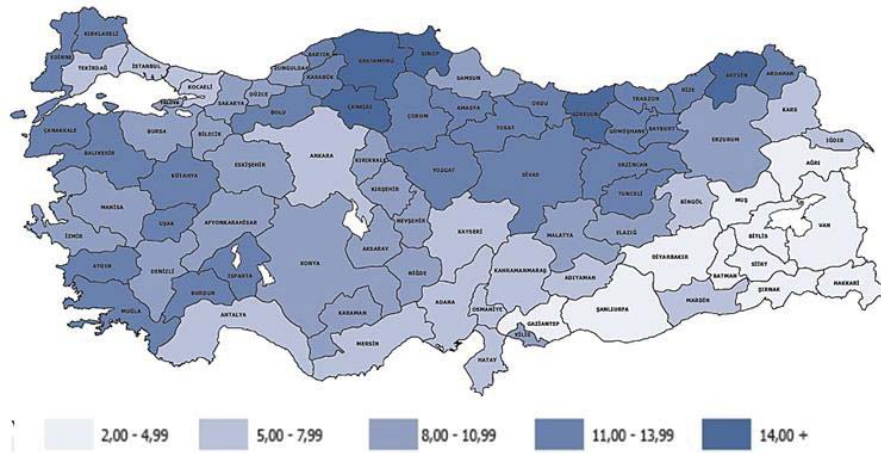 KIRKLARELİ
EDİRNE
TEKİRDAĞ
İSTANBUL
KOCAELİ
YALOVA
SAKARYA
DÜZCE
ZONGULDAK
BARTIN
KARABÜK
KASTAMONU
SİNOP
SAMSUN
BOLU
ÇANKIRI
ÇORUM
AMASYA
ORDU
GİRESUN
TRABZON
RİZE
ARTVİN
ARDAHAN
TOKAT
GÜMÜŞHANE
BAYBURT
KARS
ÇANAKKALE
BURSA
BİLECİK
BALIKESİR
KÜTAHYA
ESKİŞEHİR
ANKARA
KIRIKKALE
YOZGAT
SİVAS
ERZİNCAN
ERZURUM
IĞDIR
AĞRI
KIRŞEHİR
TUNCELİ
BİNGÖL
MUŞ
VAN
MANİSA
UŞAK
AFYONKARAHİSAR
NEVŞEHİR
KAYSERİ
MALATYA
ELAZIĞ
BİTLİS
İZMİR
AKSARAY
KONYA
NİĞDE
KAHRAMANMARAŞ
ADIYAMAN
DİYARBAKIR
BATMAN
SİİRT
AYDIN
DENİZLİ
ISPARTA
BURDUR
MUĞLA
ANTALYA
KARAMAN
MERSİN
ADANA
OSMANİYE
GAZİANTEP
KİLİS
ŞANLIURFA
MARDİN
ŞIRNAK
HAKKARİ
HATAY
2,00 - 4,99
5,00 - 7,99
8,00 - 10,99
11,00 - 13,99
14,00 +